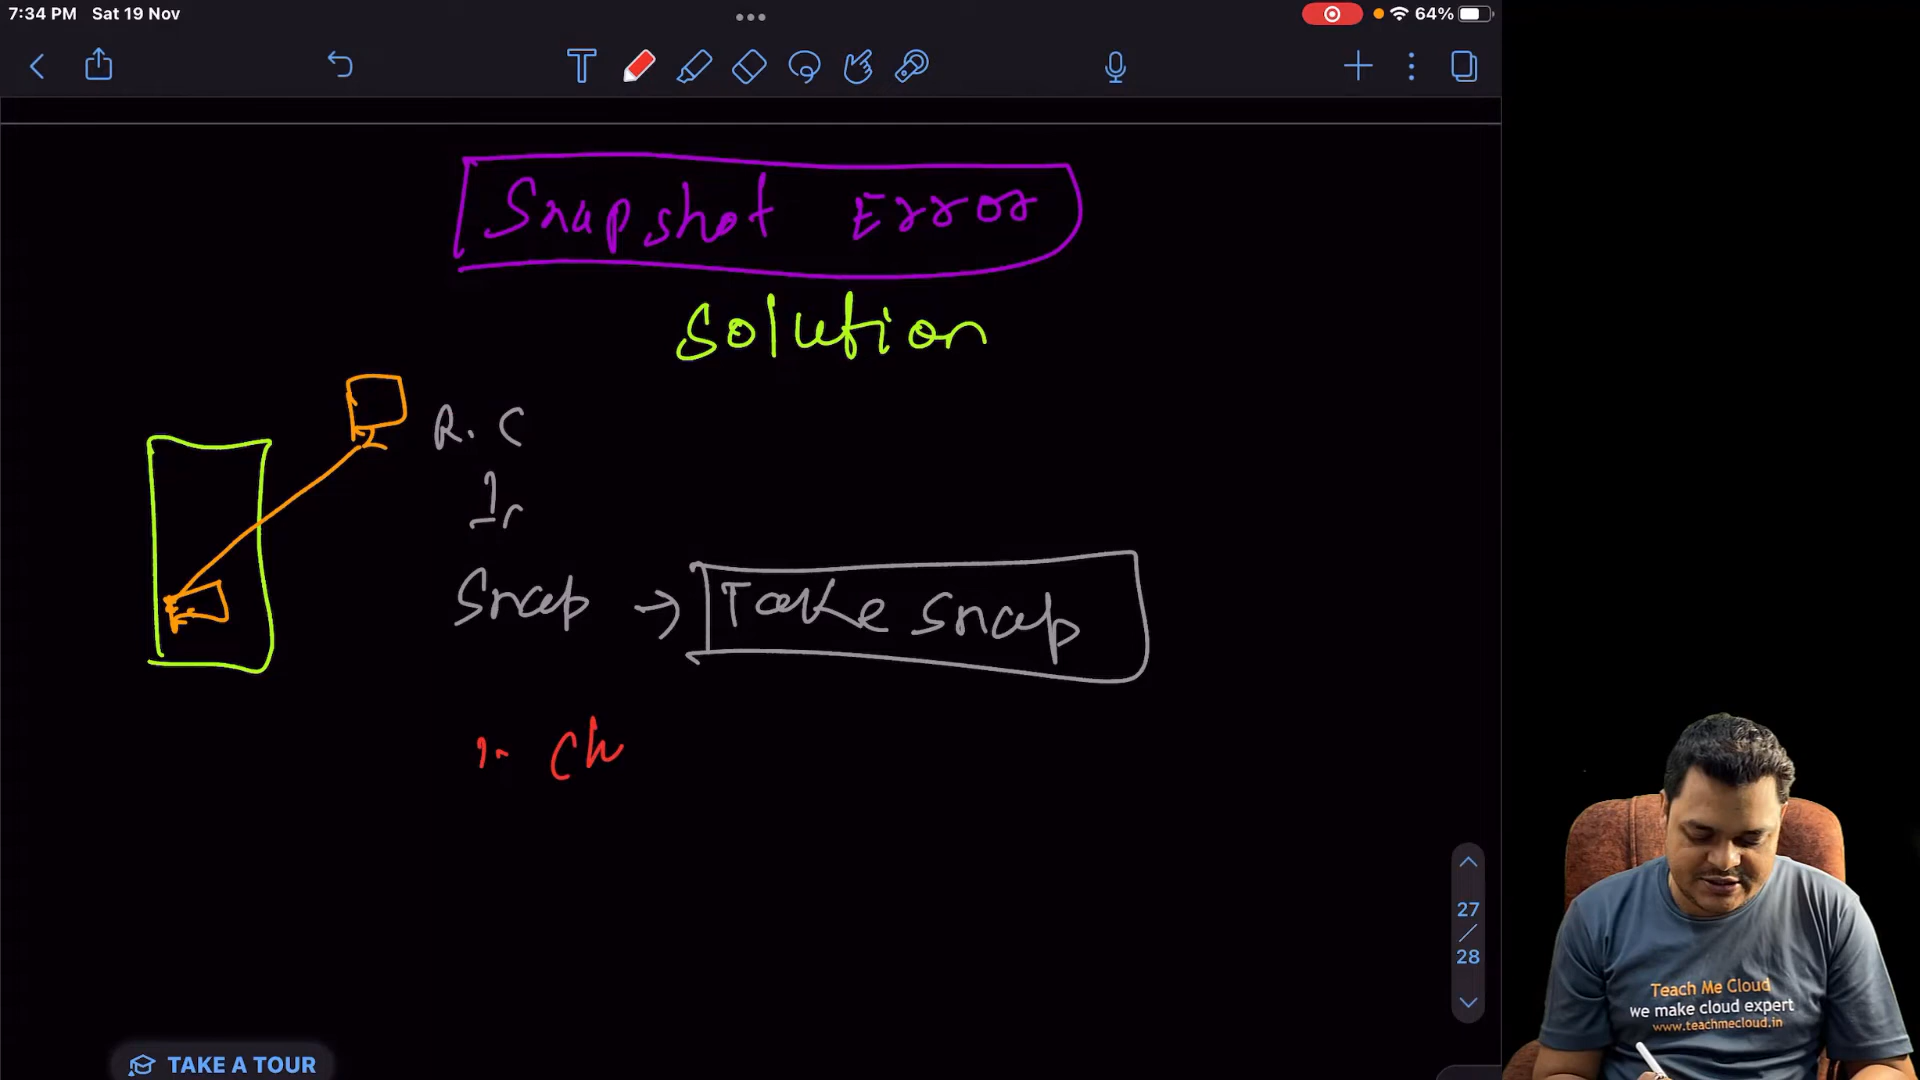 7:34 PM Sat 19 Nov
64%
T
Snapshot Error
Solution
R. C
Snap → Take Snap
Ch
27
/
28
Teach Me Cloud
we make cloud expert
www.teachmecloud.in
TAKE A TOUR